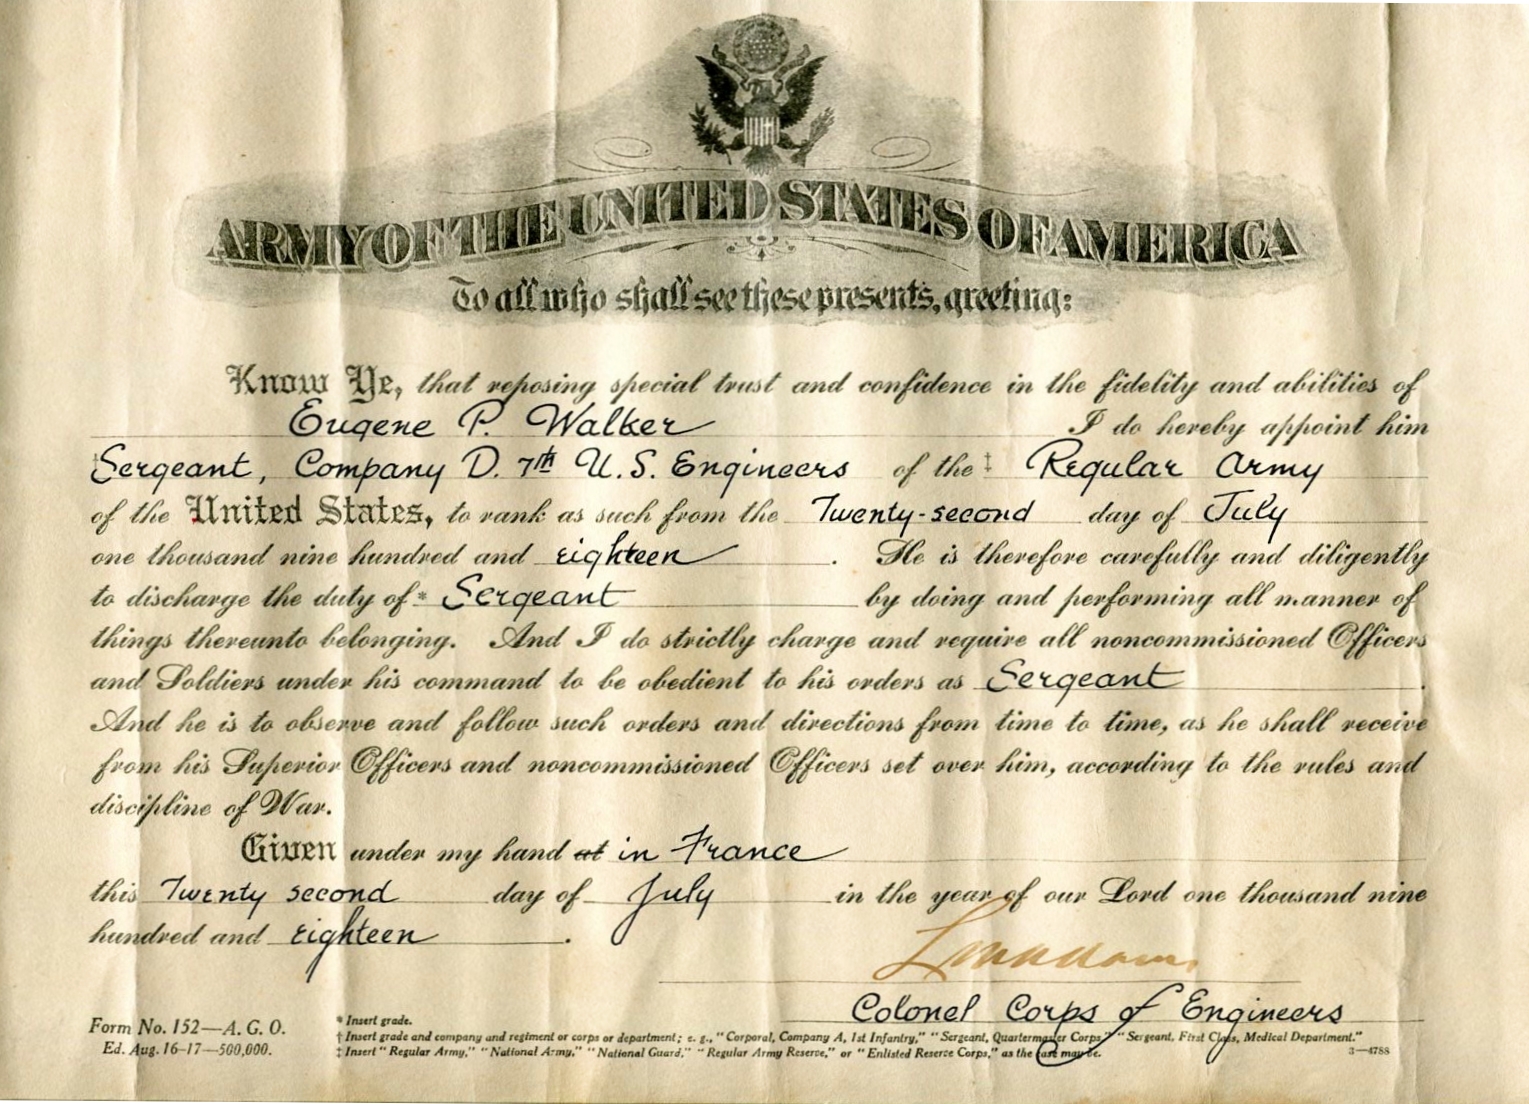 ARMY OF THE UNITED STATES OF AMERICA
To all who shall see these presents, greeting:
Know Ye, that reposing special trust and confidence in the fidelity and abilities of
Eugene P. Walker I do hereby appoint him
†Sergeant, Company D. 7th U.S. Engineers of the ‡ Regular Army
of the United States, to rank as such from the Twenty-second day of July
one thousand nine hundred and eighteen. He is therefore carefully and diligently
to discharge the duty of * Sergeant by doing and performing all manner of
things thereunto belonging. And I do strictly charge and require all noncommissioned Officers
and Soldiers under his command to be obedient to his orders as Sergeant.
And he is to observe and follow such orders and directions from time to time, as he shall receive
from his Superior Officers and noncommissioned Officers set over him, according to the rules and
discipline of War.
Given under my hand at in France
this Twenty second day of July in the year of our Lord one thousand nine
hundred and eighteen.
Colonel Corps of Engineers
Form No. 152—A. G. O.
Ed. Aug. 16-17—500,000.
* Insert grade.
† Insert grade and company and regiment or corps or department; e. g., "Corporal, Company A, 1st Infantry," "Sergeant, Quartermaster Corps," "Sergeant, First Class, Medical Department."
‡ Insert "Regular Army," "National Army," "National Guard," "Regular Army Reserve," or "Enlisted Reserve Corps," as the case may be.
3—4788